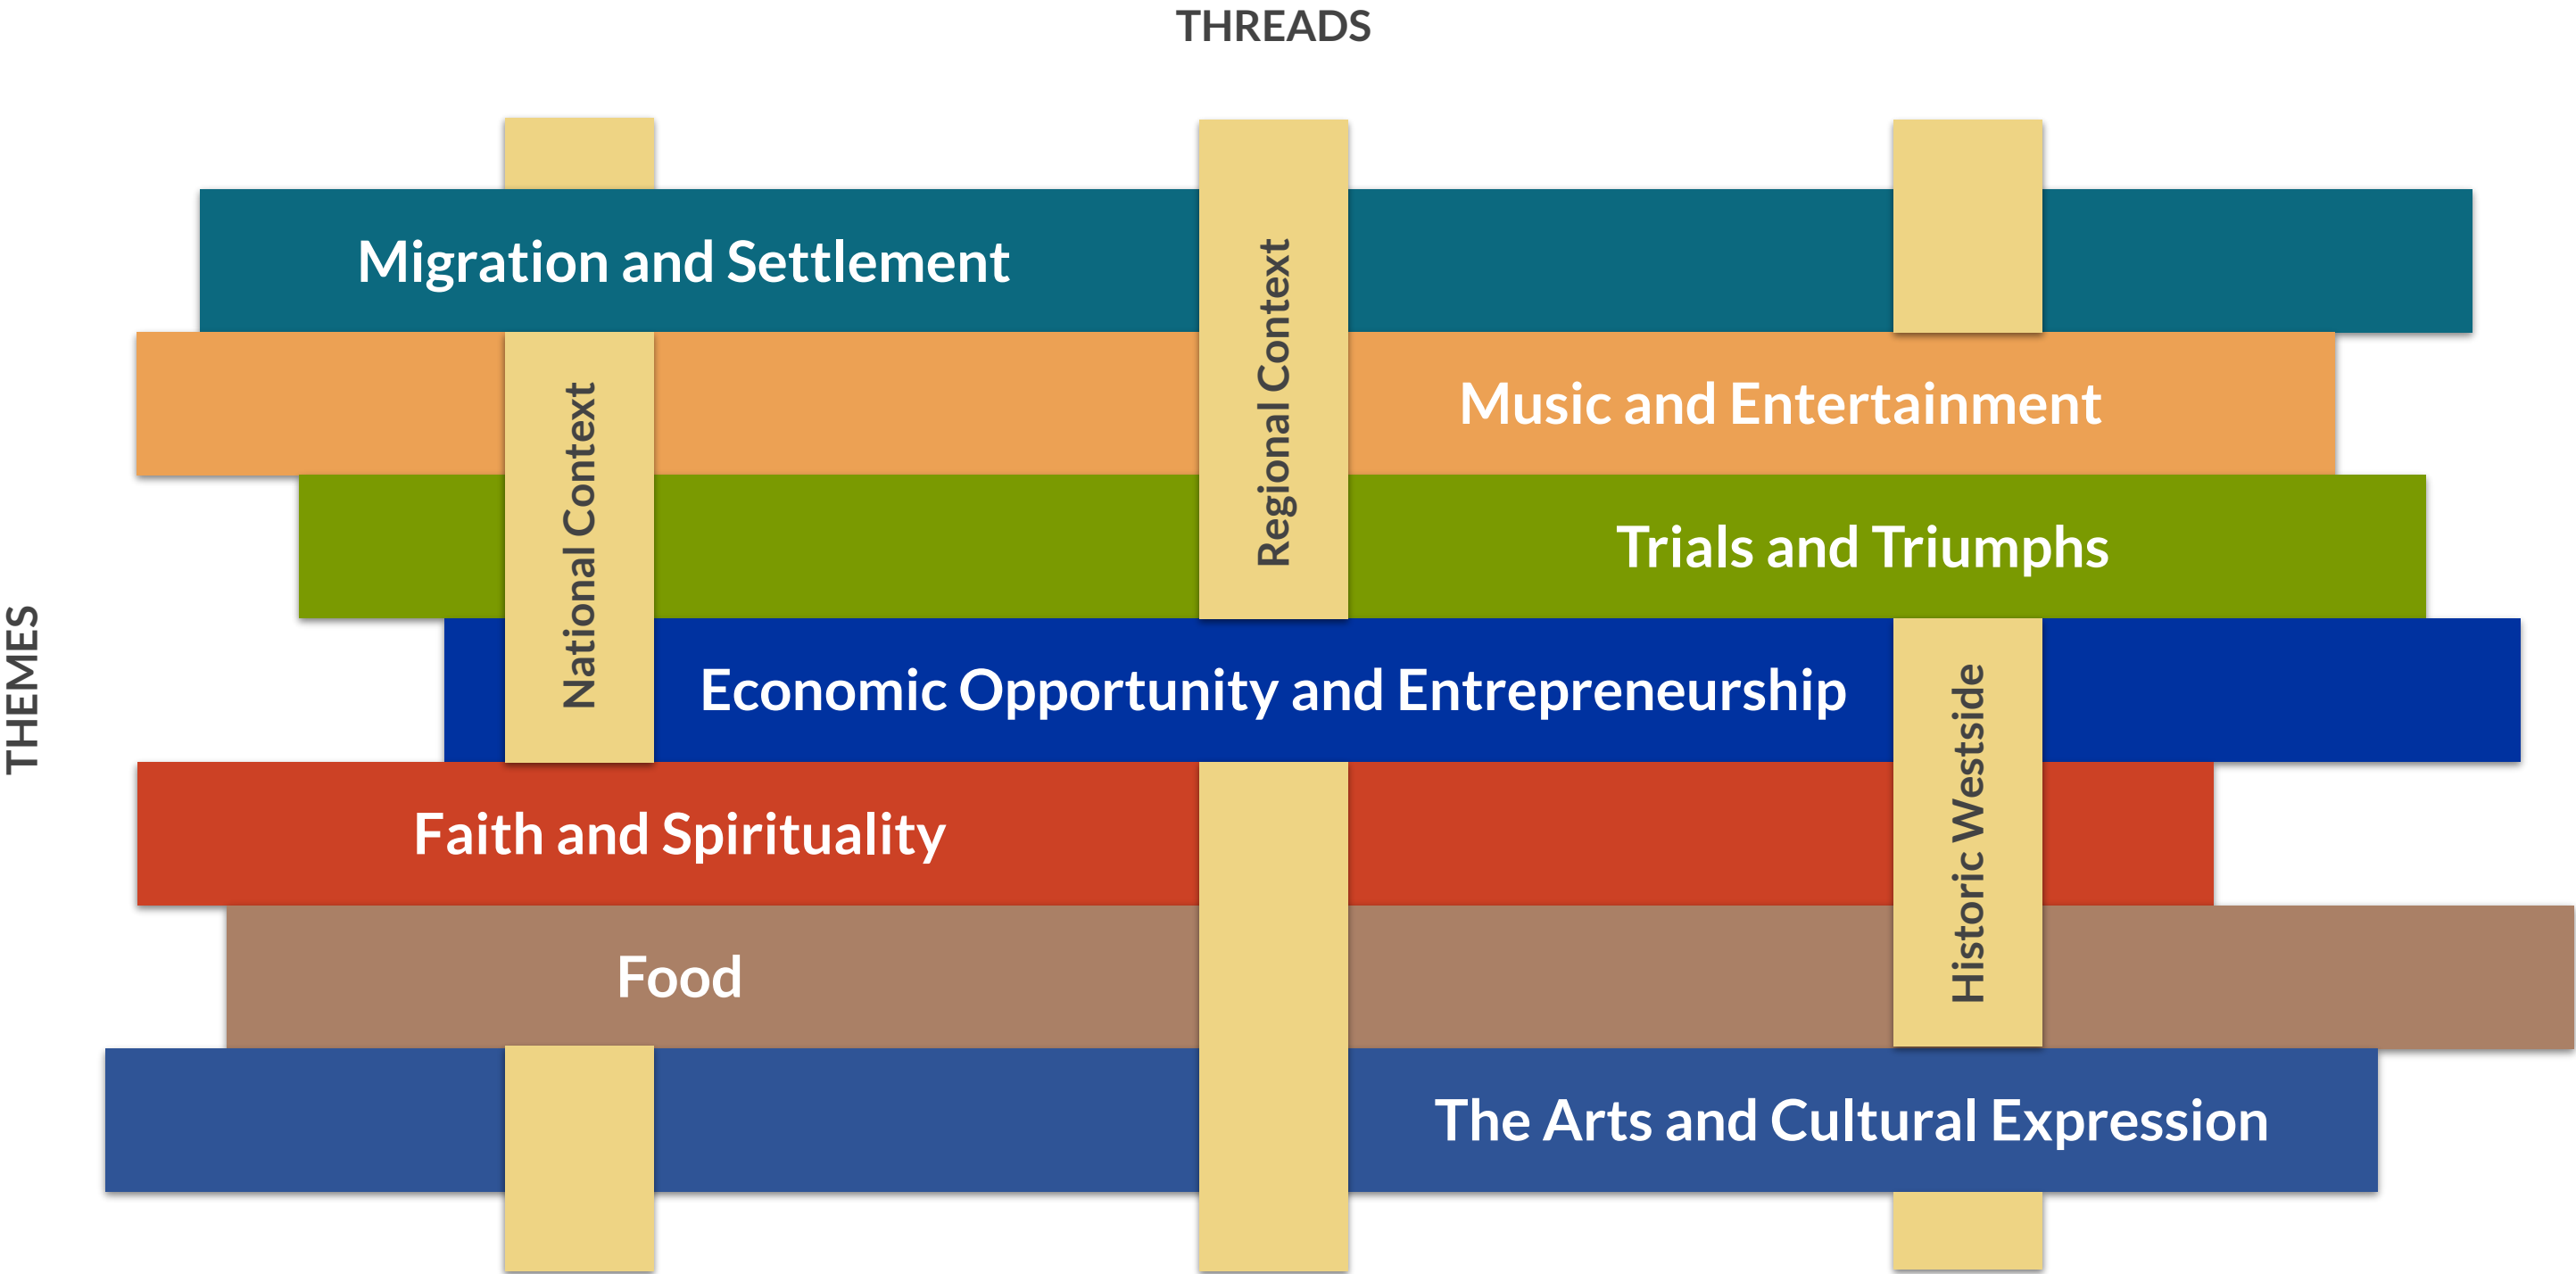 THREADS
THEMES
Migration and Settlement
National Context
Regional Context
Music and Entertainment
Trials and Triumphs
Economic Opportunity and Entrepreneurship
Historic Westside
Faith and Spirituality
Food
The Arts and Cultural Expression